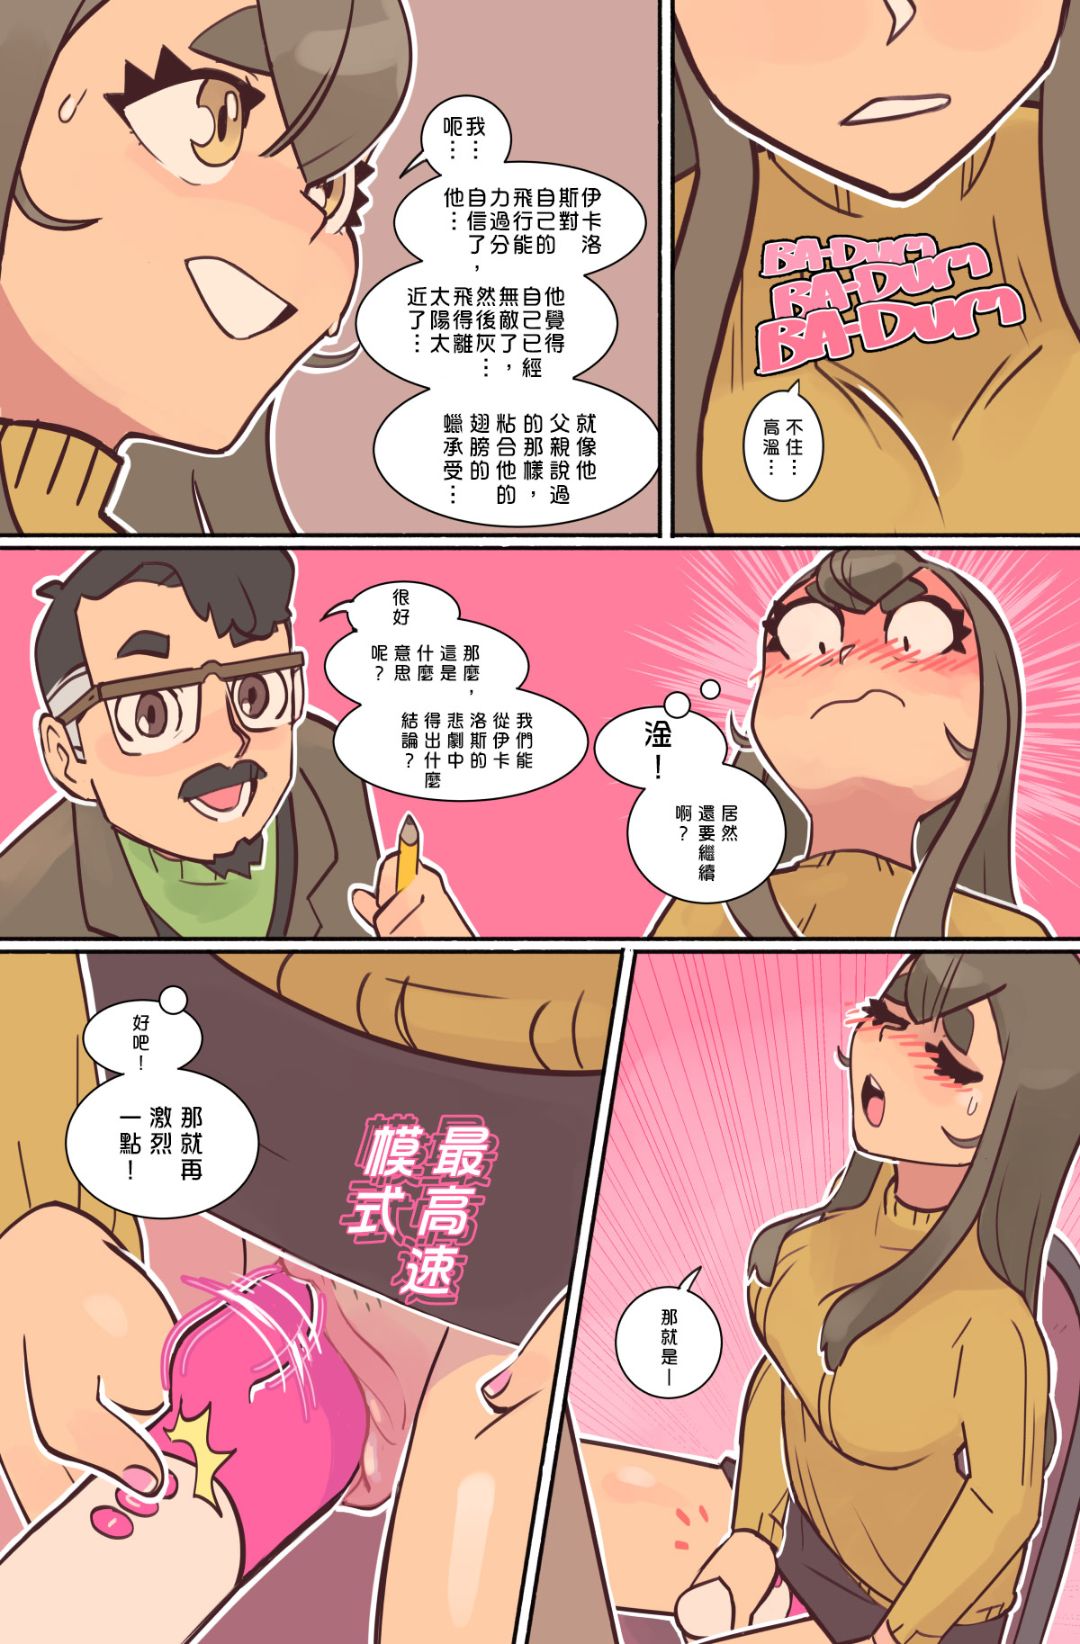 呃
我
⋮
⋮
伊卡洛
斯對
自己的
飛行能
力過分
自信了，
他⋯
他覺得
自己已經
無敵了，
然後灰⋯
飛得離
太陽太
近了⋯
就像他
父親說過
的那樣，
粘合他的
翅膀的
蠟承受⋯
BA-DUM
BA-DUM
BA-DUM
不住⋯
高溫⋯
很好
那麼，
這是
什麼
意思
呢？
我們能
從伊卡
洛斯的
悲劇中
得出什麼
結論？
淦！
居然
還要繼續
啊？
好吧！
那就再
激烈
一點！
最高速
模式
那就是—